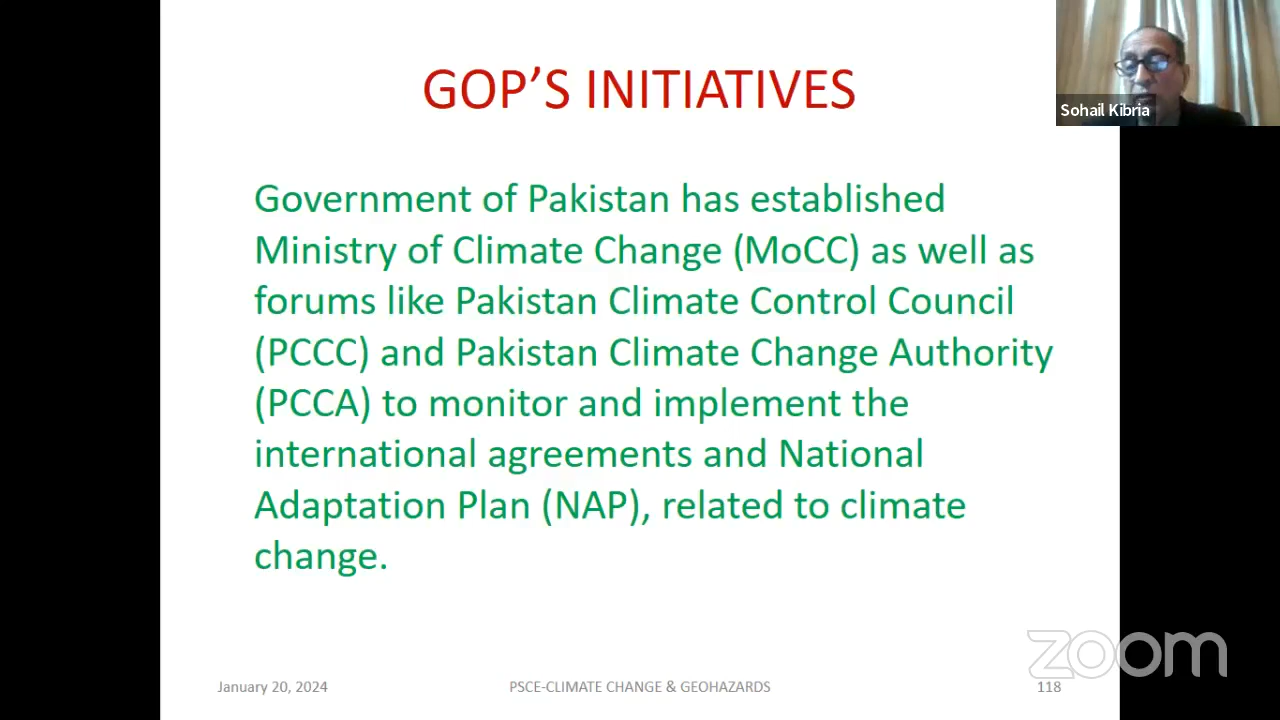 GOP’S INITIATIVES
Sohail Kibria
Government of Pakistan has established
Ministry of Climate Change (MoCC) as well as
forums like Pakistan Climate Control Council
(PCCC) and Pakistan Climate Change Authority
(PCCA) to monitor and implement the
international agreements and National
Adaptation Plan (NAP), related to climate
change.
zoom
January 20, 2024
PSCE-CLIMATE CHANGE & GEOHAZARDS
118